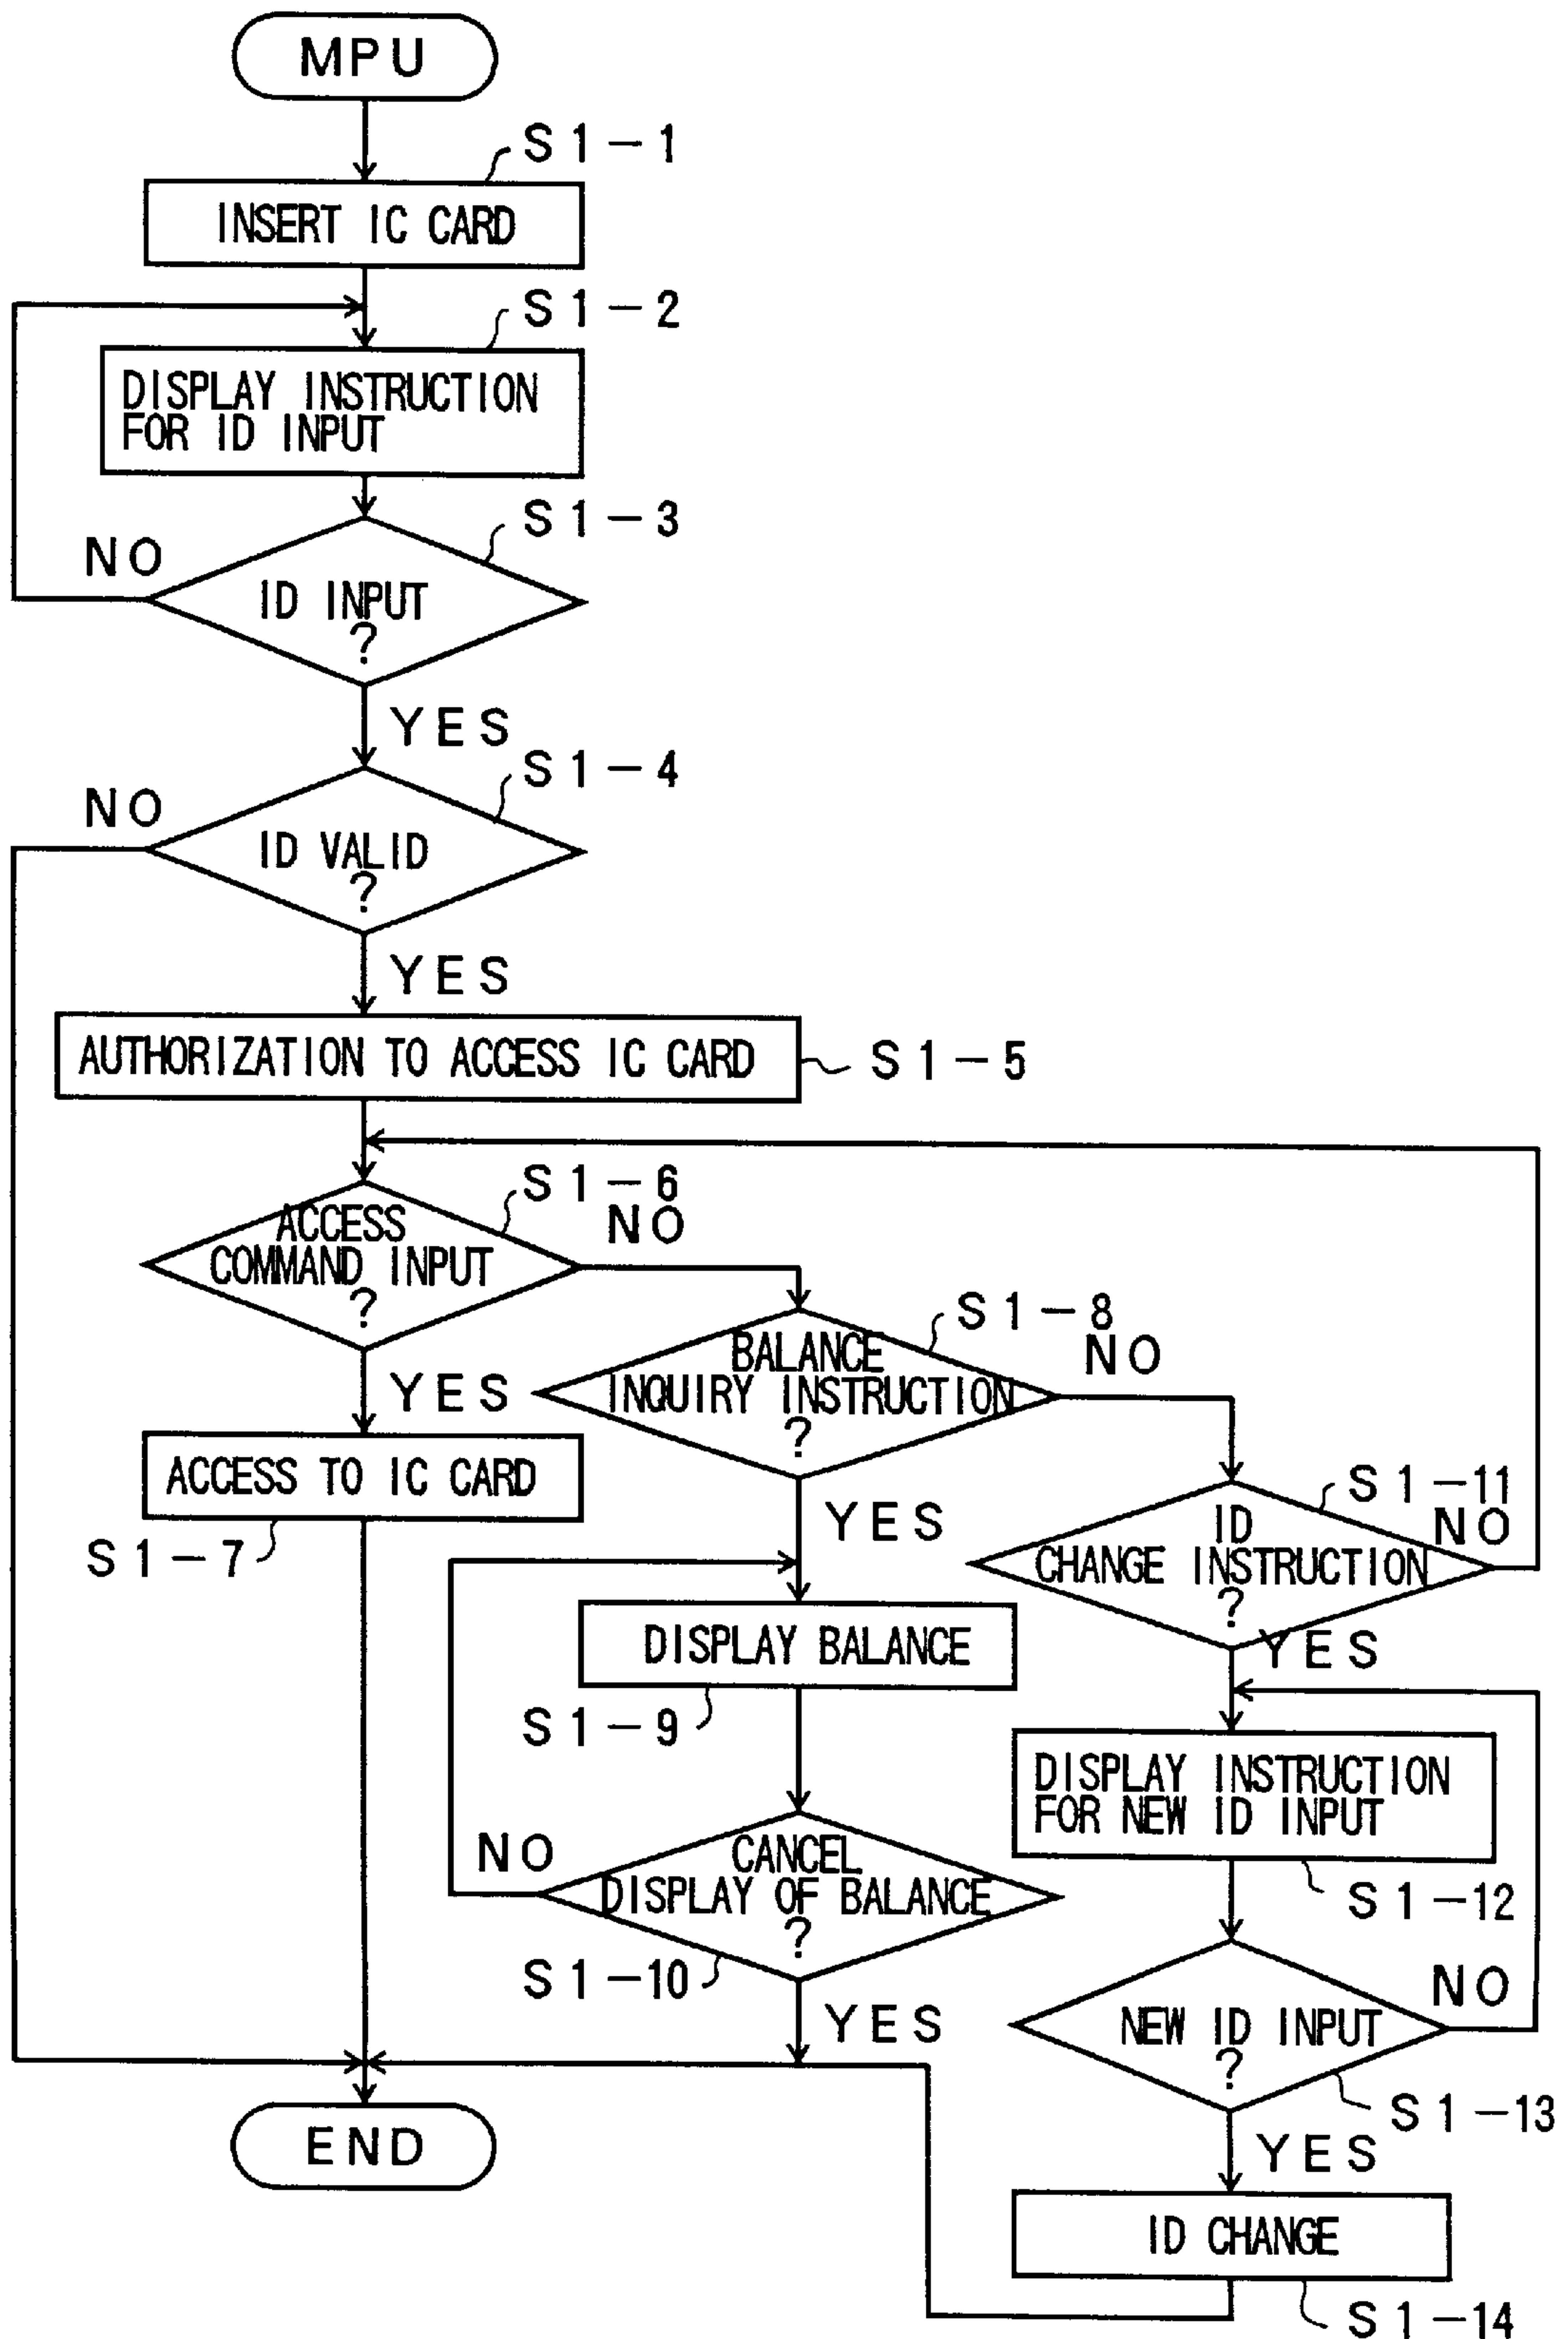 MPU
S1-1
INSERT IC CARD
S1-2
DISPLAY INSTRUCTION
FOR ID INPUT
S1-3
NO
ID INPUT
?
YES
S1-4
NO
ID VALID
?
YES
AUTHORIZATION TO ACCESS IC CARD
S1-5
S1-6
NO
ACCESS
COMMAND INPUT
?
YES
S1-8
NO
BALANCE
INQUIRY INSTRUCTION
?
ACCESS TO IC CARD
S1-7
YES
S1-11
NO
ID
CHANGE INSTRUCTION
?
YES
DISPLAY BALANCE
S1-9
DISPLAY INSTRUCTION
FOR NEW ID INPUT
S1-12
NO
CANCEL
DISPLAY OF BALANCE
?
S1-10
YES
NO
NEW ID INPUT
?
S1-13
YES
END
ID CHANGE
S1-14